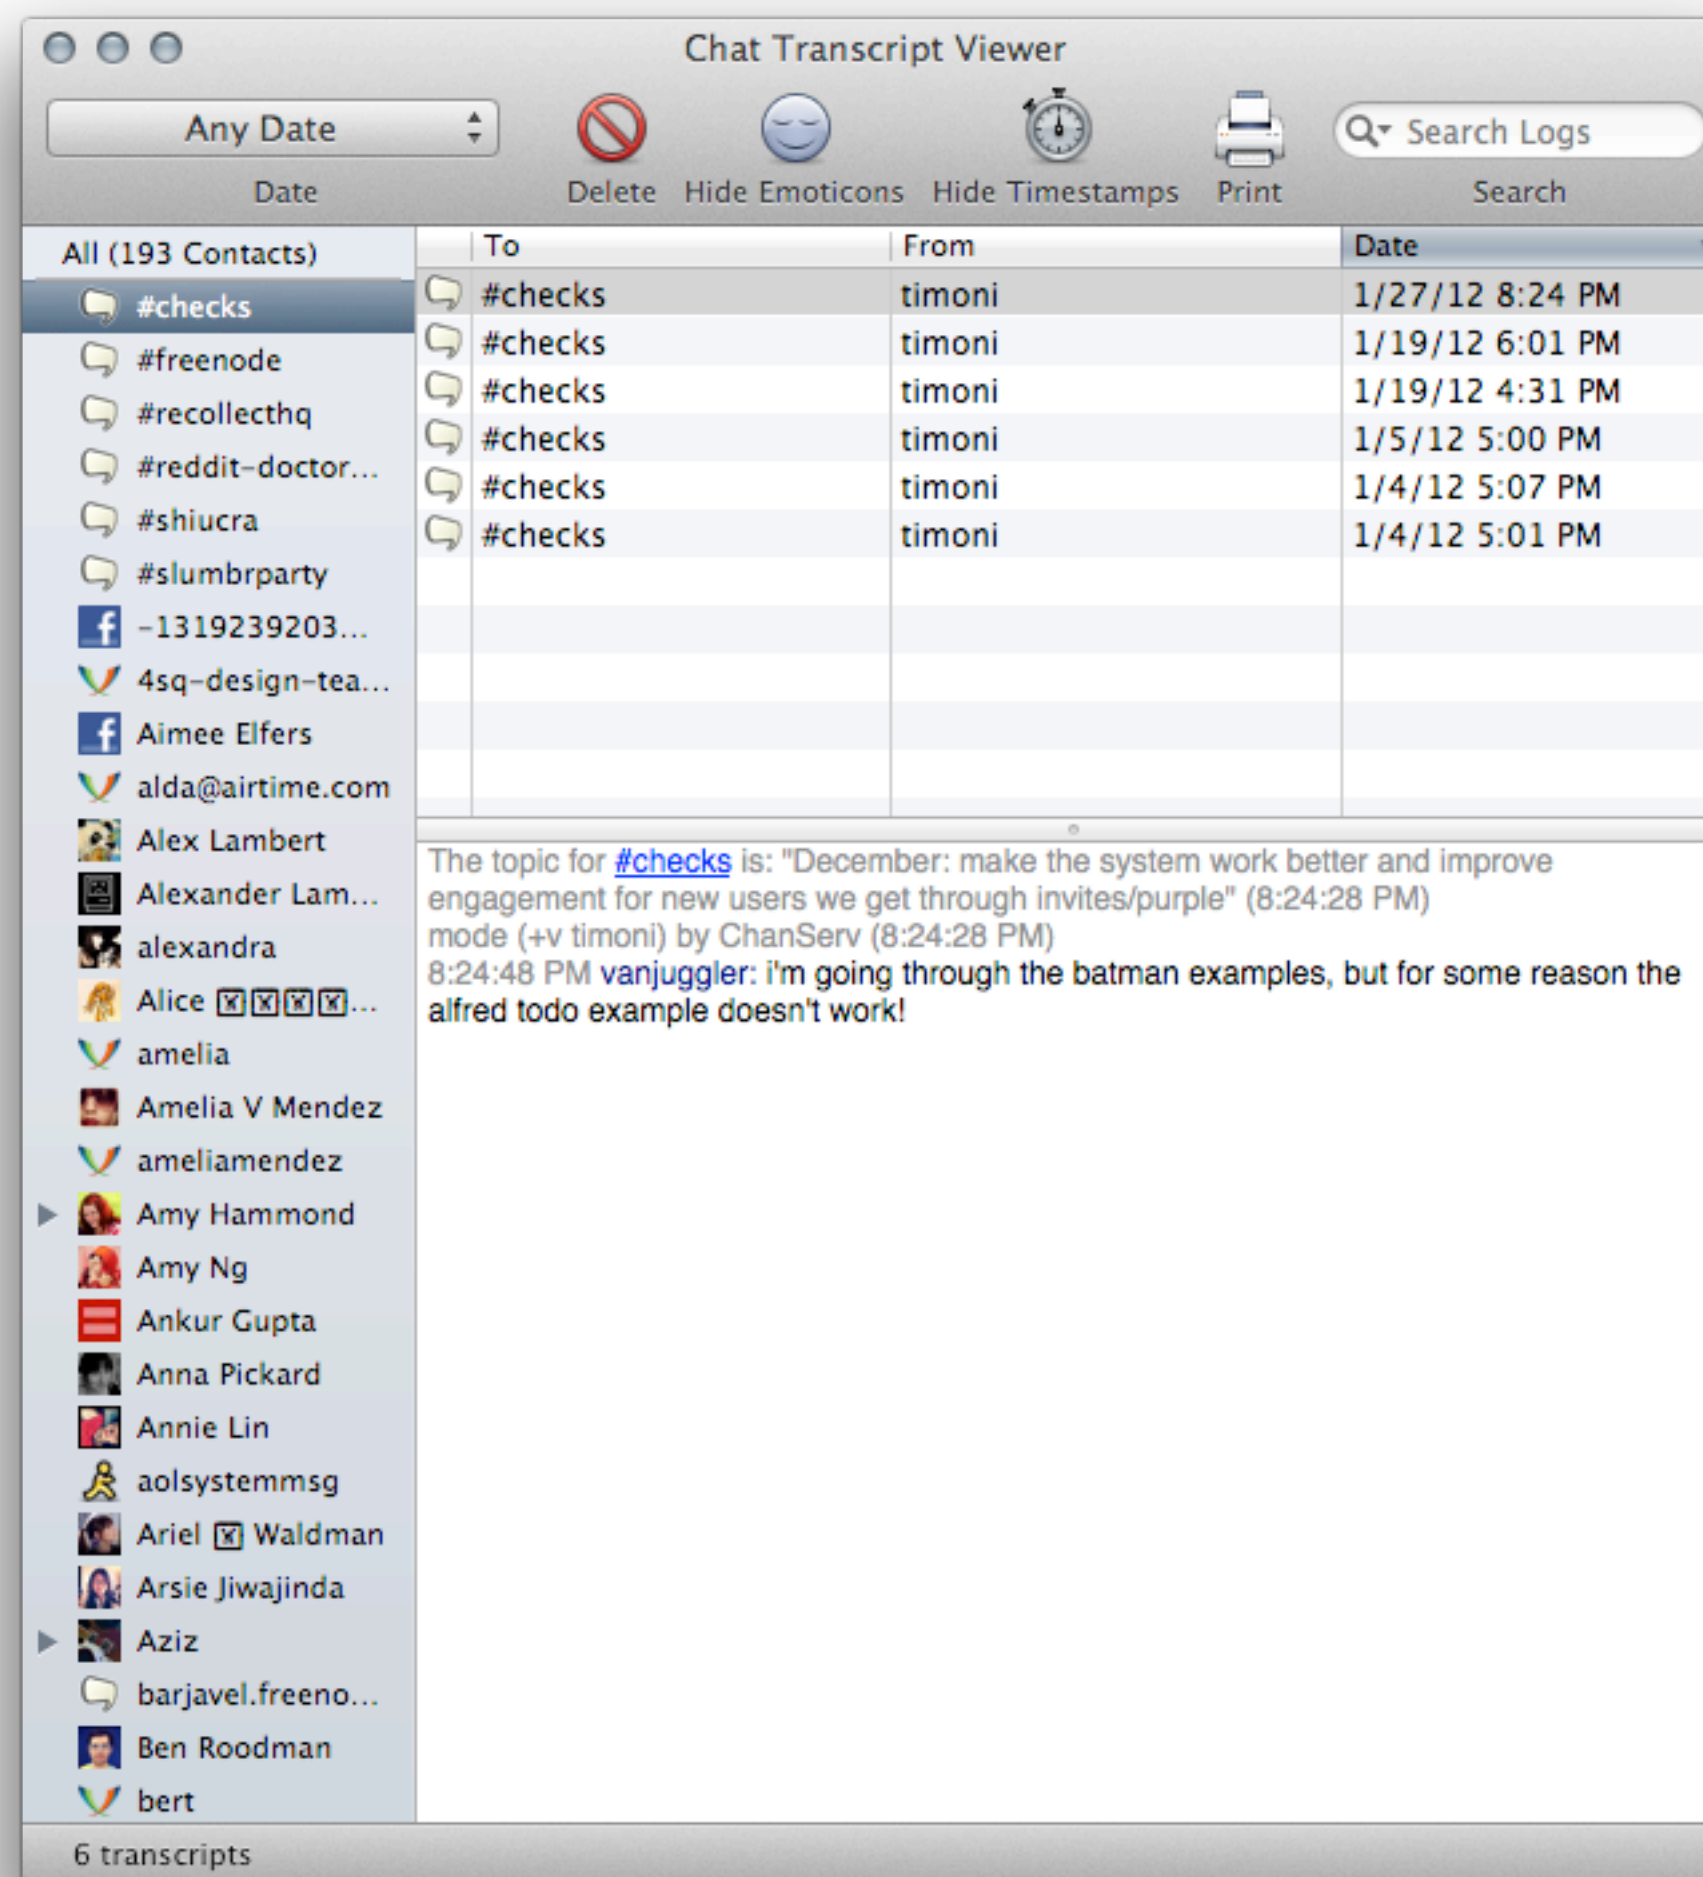 Chat Transcript Viewer
Any Date
Date
Delete
Hide Emoticons
Hide Timestamps
Print
Search Logs
Search
All (193 Contacts)
#checks
#freenode
#recollecthq
#reddit-doctor...
#shiucra
#slumbrparty
-1319239203...
4sq-design-tea...
Aimee Elfers
alda@airtime.com
Alex Lambert
Alexander Lam...
alexandra
Alice ...
amelia
Amelia V Mendez
ameliamendez
Amy Hammond
Amy Ng
Ankur Gupta
Anna Pickard
Annie Lin
aolsystemmsg
Ariel Waldman
Arsie Jiwajinda
Aziz
barjavel.freeno...
Ben Roodman
bert
To From Date
#checks timoni 1/27/12 8:24 PM
#checks timoni 1/19/12 6:01 PM
#checks timoni 1/19/12 4:31 PM
#checks timoni 1/5/12 5:00 PM
#checks timoni 1/4/12 5:07 PM
#checks timoni 1/4/12 5:01 PM
The topic for #checks is: "December: make the system work better and improve
engagement for new users we get through invites/purple" (8:24:28 PM)
mode (+v timoni) by ChanServ (8:24:28 PM)
8:24:48 PM vanjuggler: i'm going through the batman examples, but for some reason the
alfred todo example doesn't work!
6 transcripts